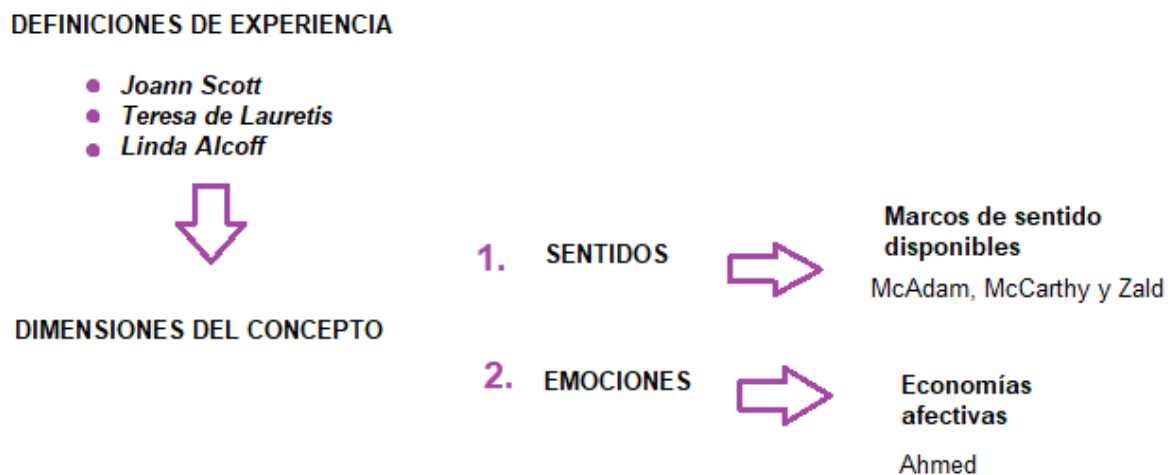 DEFINICIONES DE EXPERIENCIA
Joann Scott
Teresa de Lauretis
Linda Alcoff
DIMENSIONES DEL CONCEPTO
1. SENTIDOS
Marcos de sentido
disponibles
McAdam, McCarthy y Zald
2. EMOCIONES
Economías
afectivas
Ahmed